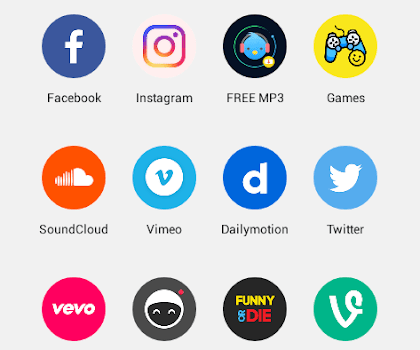 f
Facebook Instagram FREE MP3 Games
SoundCloud Vimeo Dailymotion Twitter
vevo
FUNNY
OR DIE